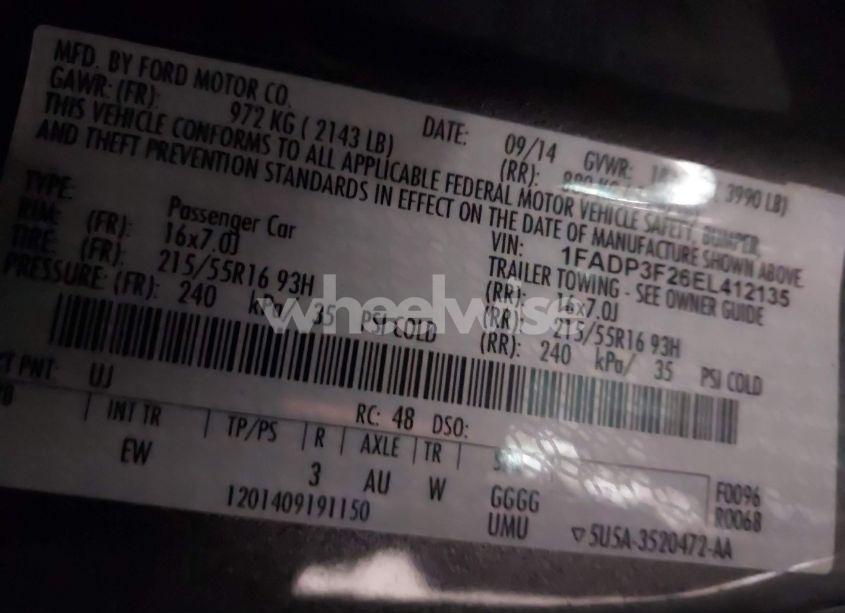 MFD. BY FORD MOTOR CO.
DATE: 09/14 GVWR: 3990 LB)
GAWR: (FR): 972 KG ( 2143 LB) (RR):
THIS VEHICLE CONFORMS TO ALL APPLICABLE FEDERAL MOTOR VEHICLE SAFETY, BUMPER,
AND THEFT PREVENTION STANDARDS IN EFFECT ON THE DATE OF MANUFACTURE SHOWN ABOVE.
VIN: 1FADP3F26EL412135
TYPE: Passenger Car TRAILER TOWING - SEE OWNER GUIDE
RIM: (FR): 16x7.0J (RR): 16x7.0J
TIRE: (FR): 215/55R16 93H (RR): 215/55R16 93H
PRESSURE: (FR): 240 kPa/ 35 PSI COLD (RR): 240 kPa/ 35 PSI COLD
wheelwise
PNT: UJ RC: 48 DSO:
INT TR TP/PS R AXLE TR
EW 3 AU W GGGG F0096
1201409191150 UMU R0068
5U5A-3520472-AA